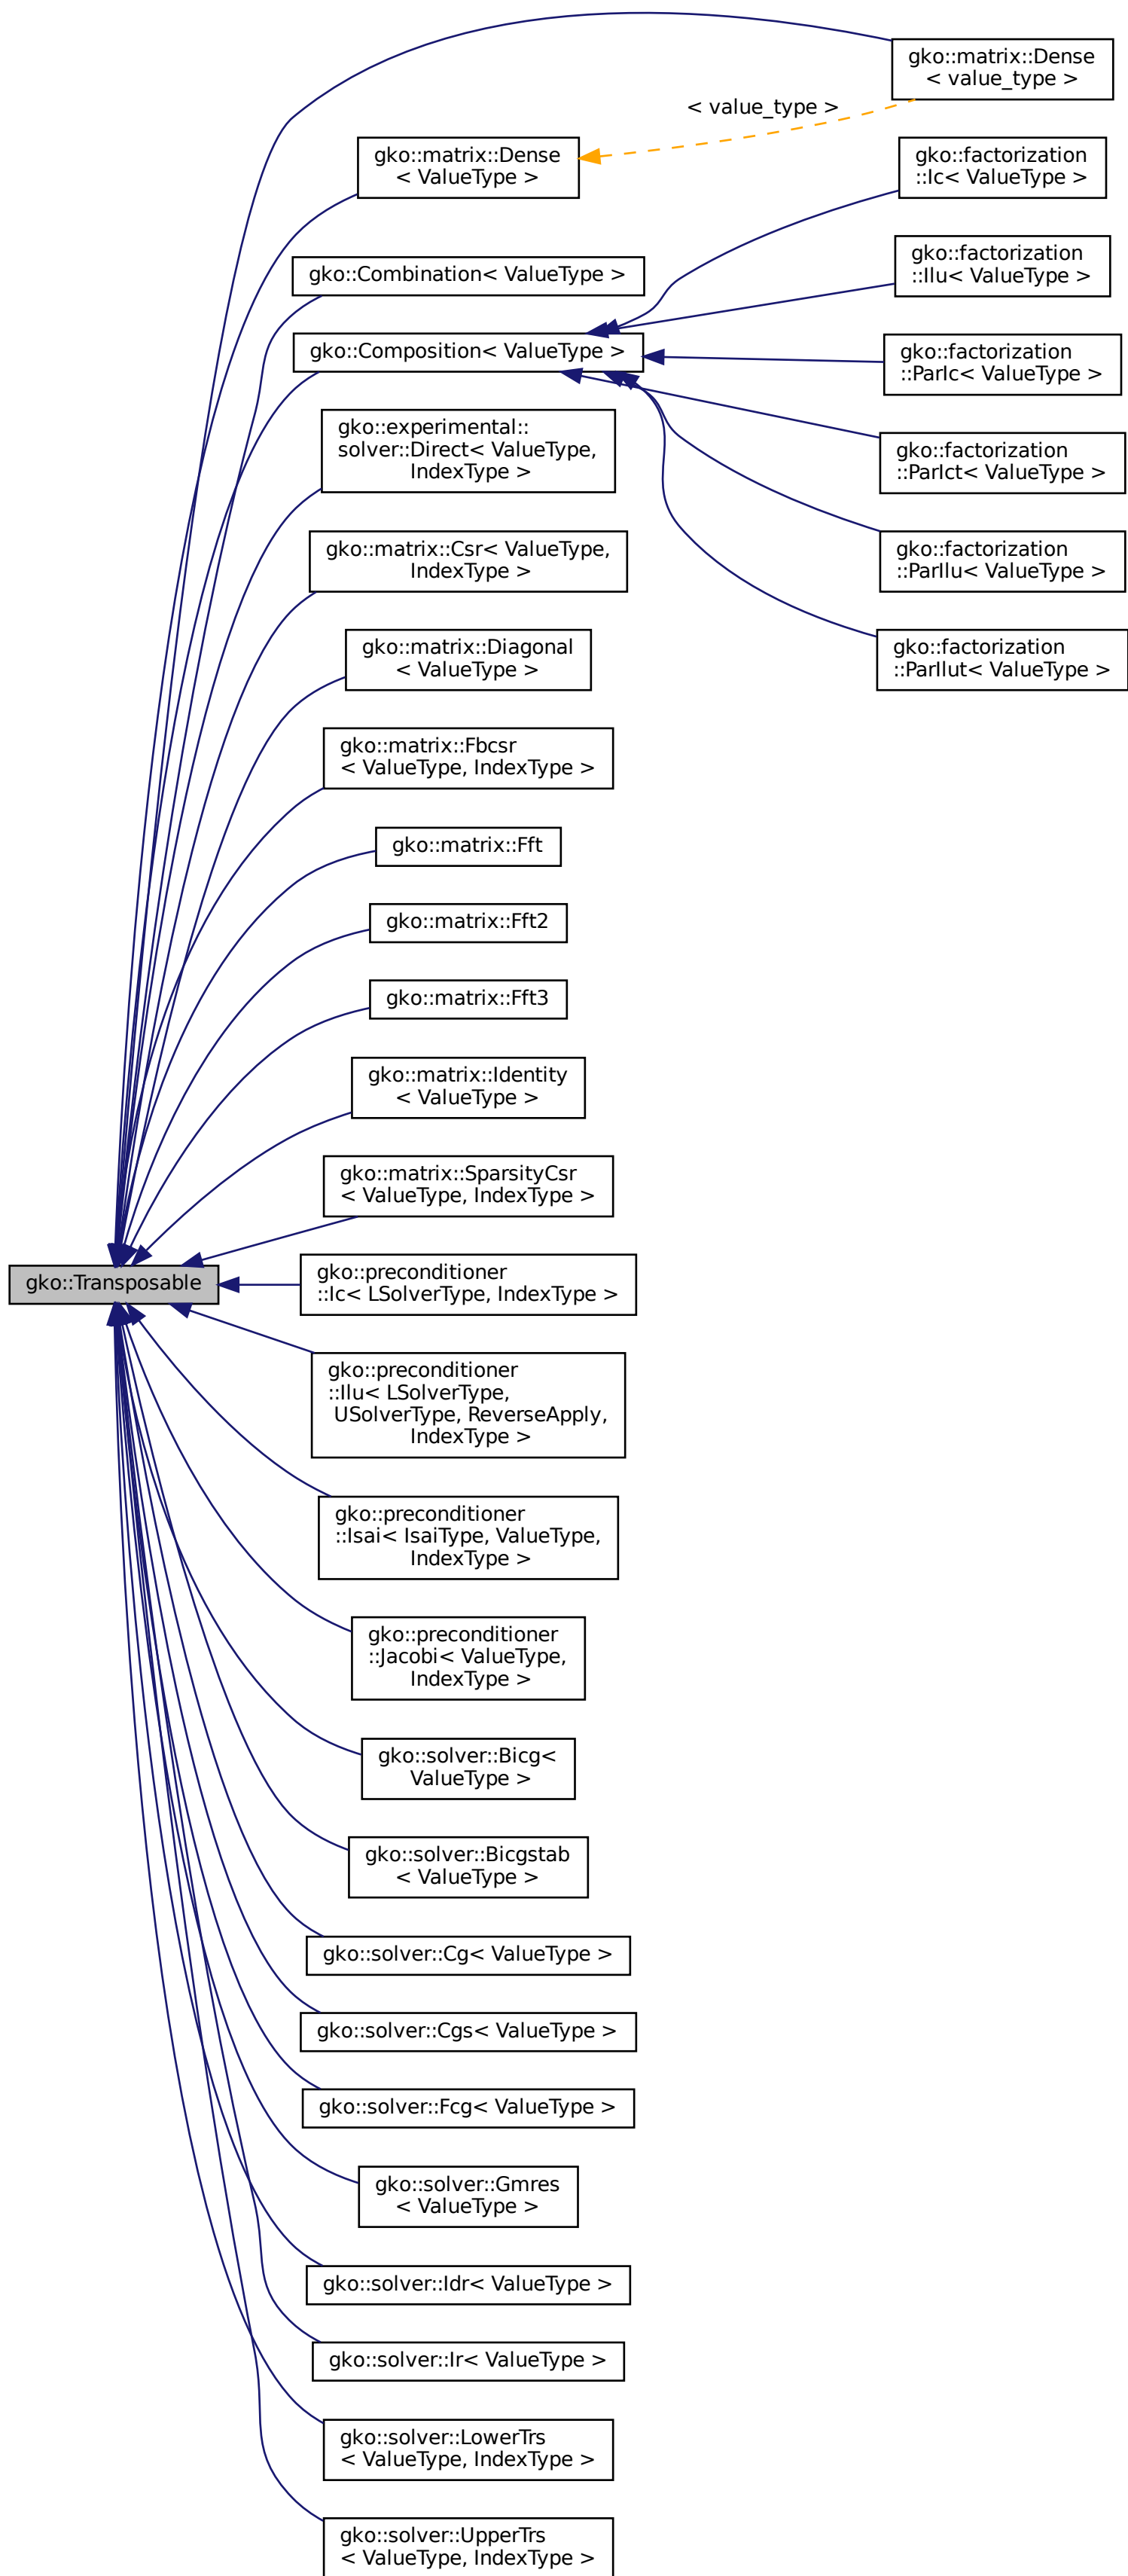 gko::matrix::Dense
< value_type >
< value_type >
gko::matrix::Dense
< ValueType >
gko::factorization
::Ic< ValueType >
gko::factorization
::Ilu< ValueType >
gko::Combination< ValueType >
gko::Composition< ValueType >
gko::factorization
::ParIc< ValueType >
gko::experimental::
solver::Direct< ValueType,
IndexType >
gko::factorization
::ParIct< ValueType >
gko::matrix::Csr< ValueType,
IndexType >
gko::factorization
::ParIlu< ValueType >
gko::matrix::Diagonal
< ValueType >
gko::factorization
::ParIlut< ValueType >
gko::matrix::Fbcsr
< ValueType, IndexType >
gko::matrix::Fft
gko::matrix::Fft2
gko::matrix::Fft3
gko::matrix::Identity
< ValueType >
gko::matrix::SparsityCsr
< ValueType, IndexType >
gko::Transposable
gko::preconditioner
::Ic< LSolverType, IndexType >
gko::preconditioner
::Ilu< LSolverType,
USolverType, ReverseApply,
IndexType >
gko::preconditioner
::Isai< IsaiType, ValueType,
IndexType >
gko::preconditioner
::Jacobi< ValueType,
IndexType >
gko::solver::Bicg<
ValueType >
gko::solver::Bicgstab
< ValueType >
gko::solver::Cg< ValueType >
gko::solver::Cgs< ValueType >
gko::solver::Fcg< ValueType >
gko::solver::Gmres
< ValueType >
gko::solver::Idr< ValueType >
gko::solver::Ir< ValueType >
gko::solver::LowerTrs
< ValueType, IndexType >
gko::solver::UpperTrs
< ValueType, IndexType >